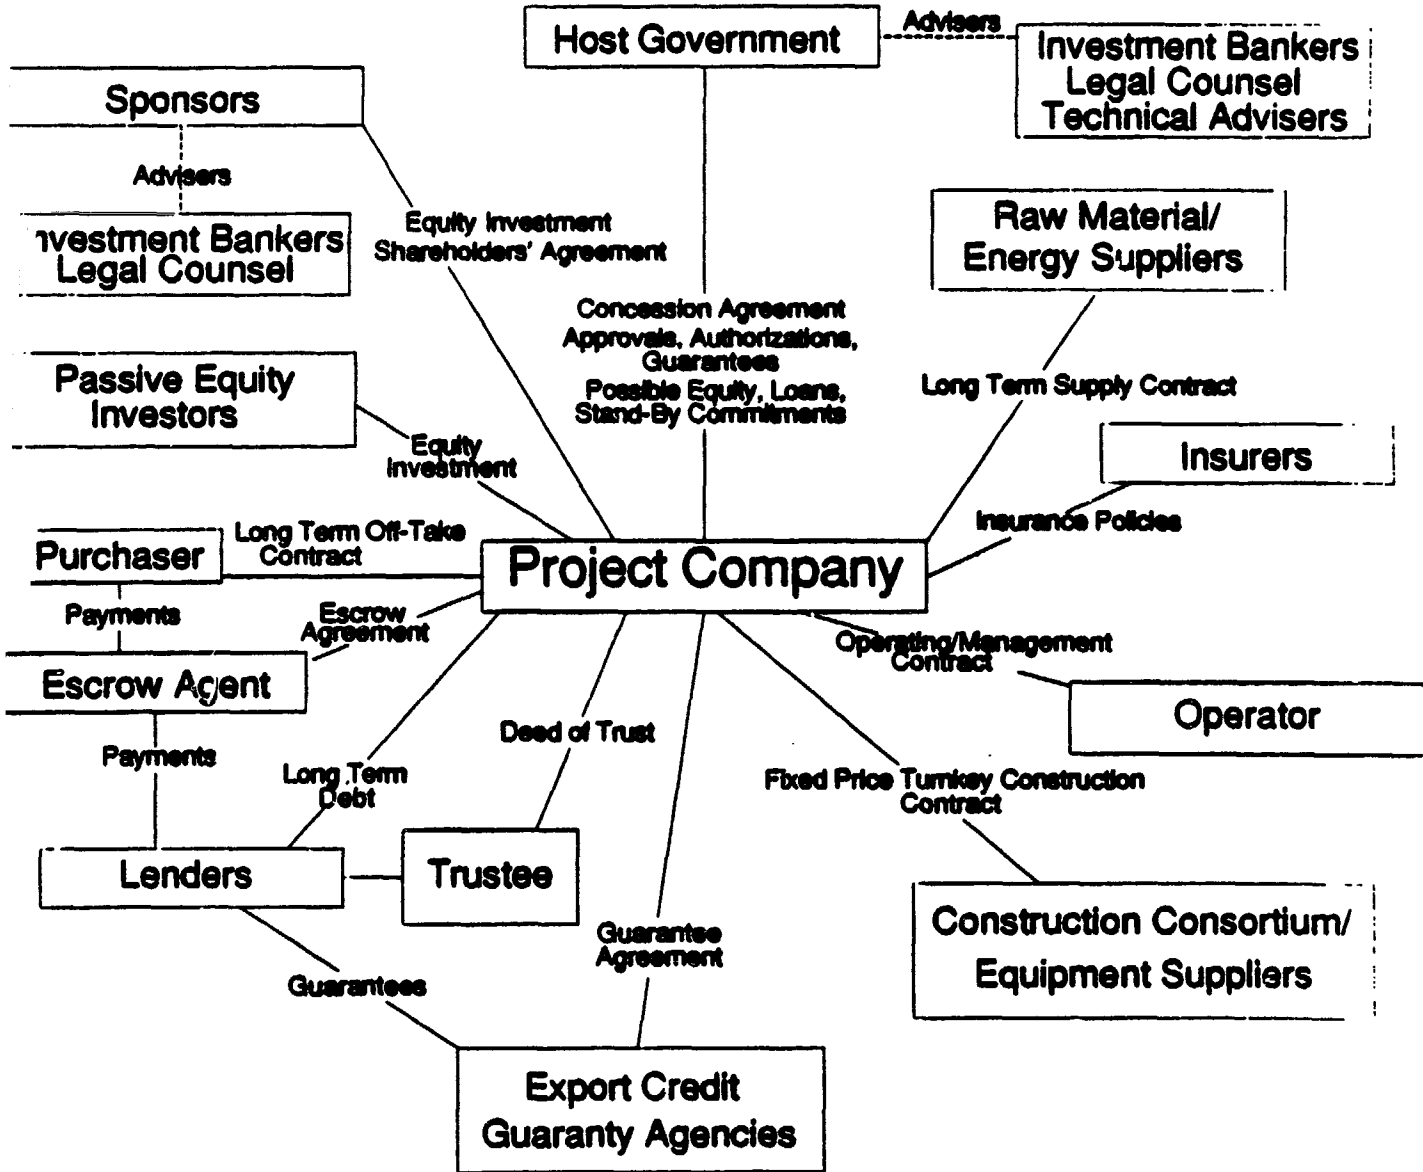 Host Government
Advisers
Investment Bankers
Legal Counsel
Technical Advisers
Sponsors
Advisers
nvestment Bankers
Legal Counsel
Equity Investment
Shareholders' Agreement
Raw Material/
Energy Suppliers
Concession Agreement
Approvals, Authorizations,
Guarantees
Possible Equity, Loans,
Stand-By Commitments
Long Term Supply Contract
Passive Equity
Investors
Equity
Investment
Insurers
Insurance Policies
Purchaser
Long Term Off-Take
Contract
Project Company
Payments
Escrow
Agreement
Operating/Management
Contract
Escrow Agent
Operator
Payments
Deed of Trust
Long Term
Debt
Fixed Price Turnkey Construction
Contract
Lenders
Trustee
Guarantee
Agreement
Construction Consortium/
Equipment Suppliers
Guarantees
Export Credit
Guaranty Agencies